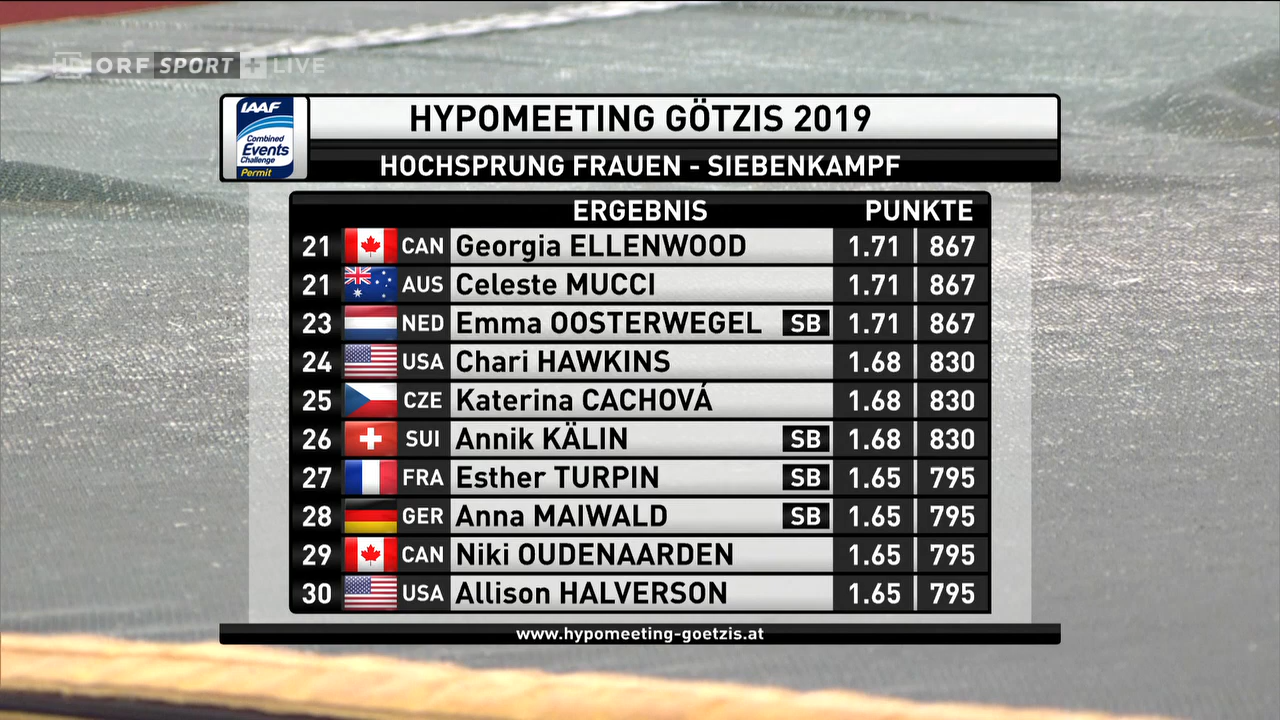 HD ORF SPORT + LIVE
IAAF
Combined
Events
Challenge
Permit
HYPOMEETING GÖTZIS 2019
HOCHSPRUNG FRAUEN - SIEBENKAMPF
ERGEBNIS PUNKTE
21 CAN Georgia ELLENWOOD 1.71 867
21 AUS Celeste MUCCI 1.71 867
23 NED Emma OOSTERWEGEL SB 1.71 867
24 USA Chari HAWKINS 1.68 830
25 CZE Katerina CACHOVÁ 1.68 830
26 SUI Annik KÄLIN SB 1.68 830
27 FRA Esther TURPIN SB 1.65 795
28 GER Anna MAIWALD SB 1.65 795
29 CAN Niki OUDENAARDEN 1.65 795
30 USA Allison HALVERSON 1.65 795
www.hypomeeting-goetzis.at